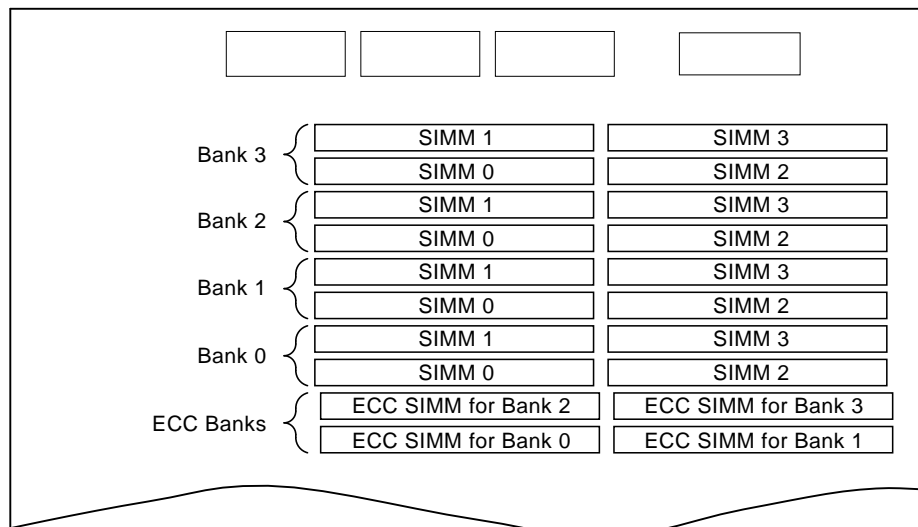 Bank 3
SIMM 1
SIMM 3
SIMM 0
SIMM 2
Bank 2
SIMM 1
SIMM 3
SIMM 0
SIMM 2
Bank 1
SIMM 1
SIMM 3
SIMM 0
SIMM 2
Bank 0
SIMM 1
SIMM 3
SIMM 0
SIMM 2
ECC Banks
ECC SIMM for Bank 2
ECC SIMM for Bank 3
ECC SIMM for Bank 0
ECC SIMM for Bank 1